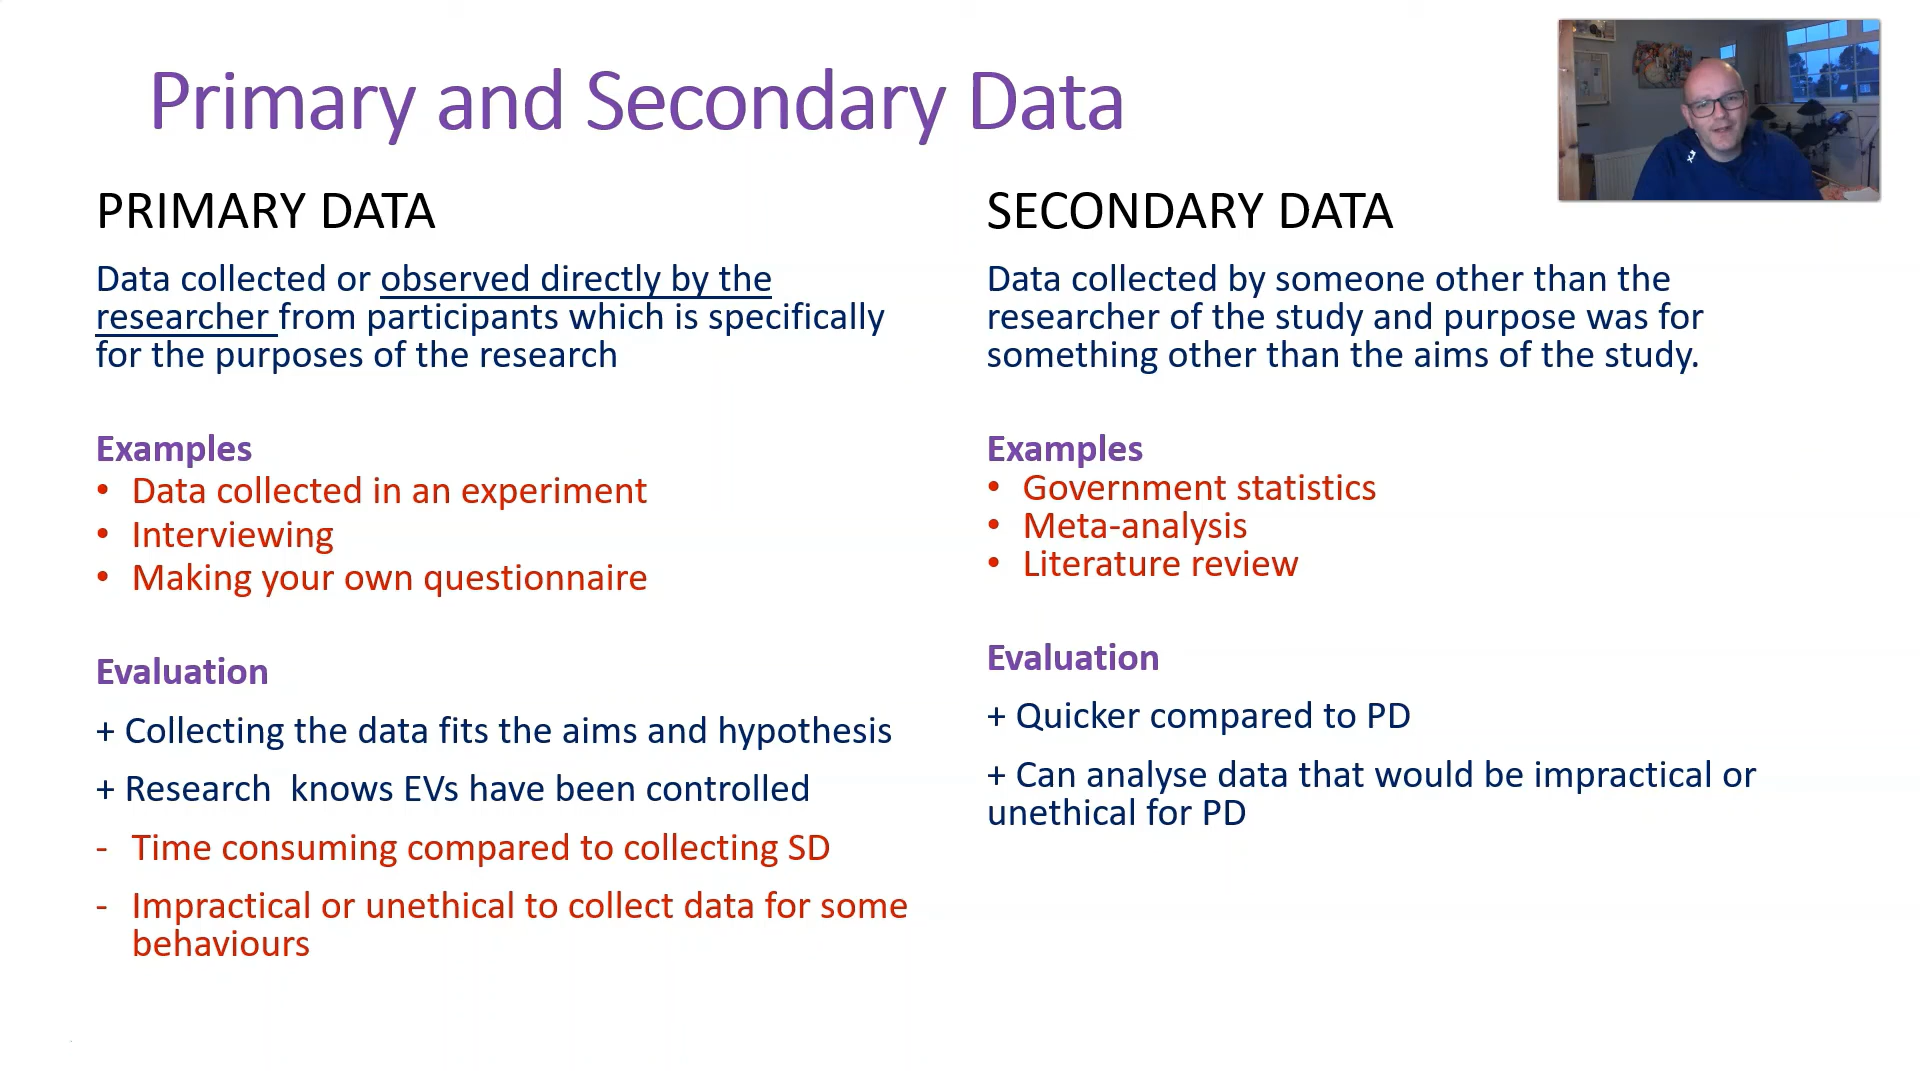 Primary and Secondary Data
PRIMARY DATA
Data collected or observed directly by the
researcher from participants which is specifically
for the purposes of the research
Examples
• Data collected in an experiment
• Interviewing
• Making your own questionnaire
Evaluation
+ Collecting the data fits the aims and hypothesis
+ Research  knows EVs have been controlled
- Time consuming compared to collecting SD
- Impractical or unethical to collect data for some
behaviours
SECONDARY DATA
Data collected by someone other than the
researcher of the study and purpose was for
something other than the aims of the study.
Examples
• Government statistics
• Meta-analysis
• Literature review
Evaluation
+ Quicker compared to PD
+ Can analyse data that would be impractical or
unethical for PD